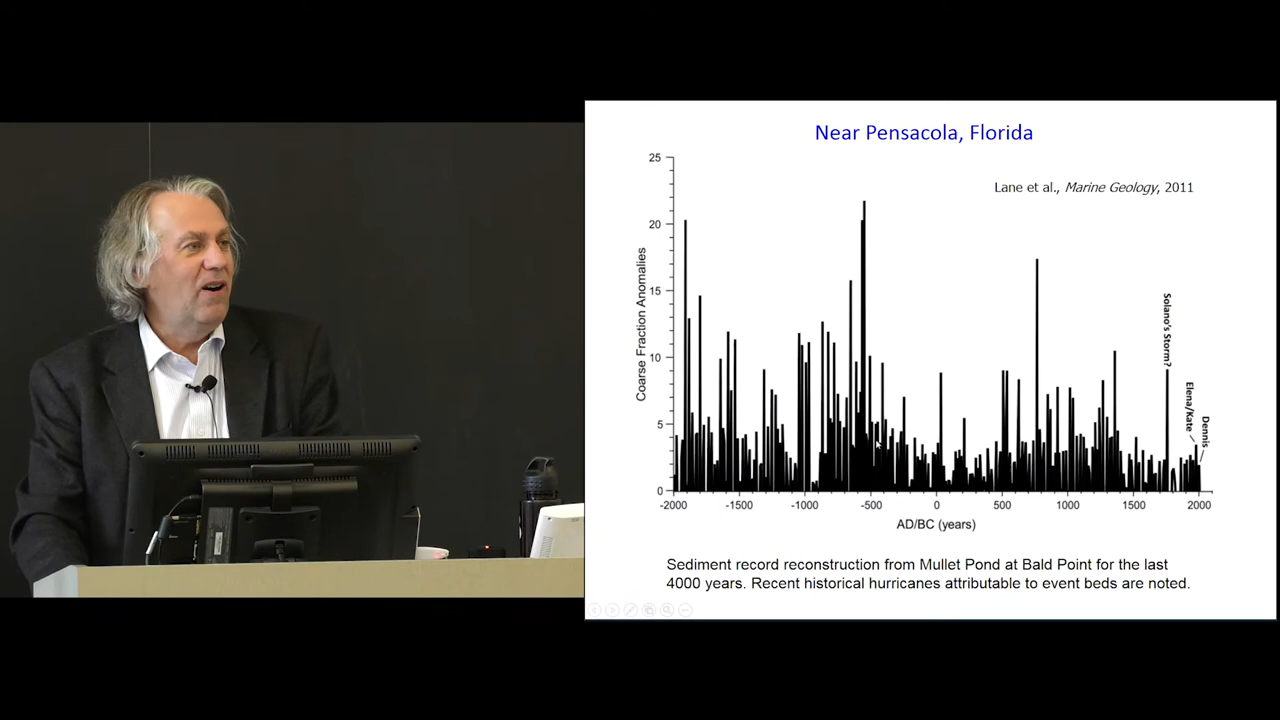 Near Pensacola, Florida
Lane et al., Marine Geology, 2011
Coarse Fraction Anomalies
25
20
15
10
5
0
Solano's Storm?
Elena/Kate
Dennis
-2000 -1500 -1000 -500 0 500 1000 1500 2000
AD/BC (years)
Sediment record reconstruction from Mullet Pond at Bald Point for the last
4000 years. Recent historical hurricanes attributable to event beds are noted.